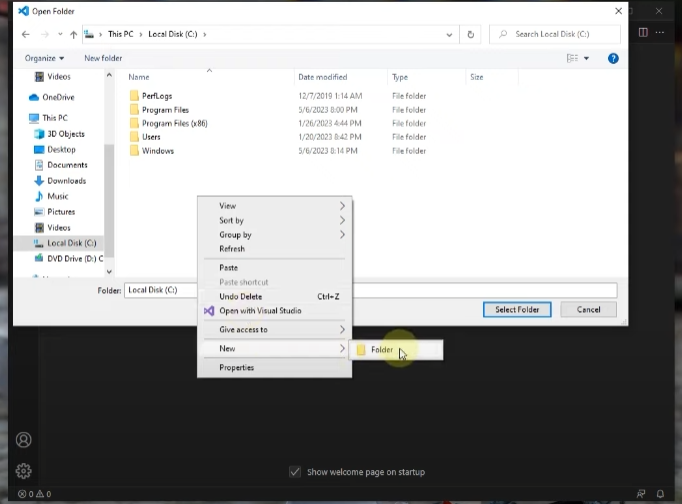 Open Folder
This PC > Local Disk (C:) >
Search Local Disk (C:)
Organize
New folder
Videos
OneDrive
This PC
3D Objects
Desktop
Documents
Downloads
Music
Pictures
Videos
Local Disk (C:)
DVD Drive (D:) C
Name Date modified Type Size
PerfLogs 12/7/2019 1:14 AM File folder
Program Files 5/6/2023 8:00 PM File folder
Program Files (x86) 1/26/2023 4:44 PM File folder
Users 1/20/2023 8:42 PM File folder
Windows 5/6/2023 8:14 PM File folder
View
Sort by
Group by
Refresh
Paste
Paste shortcut
Undo Delete Ctrl+Z
Open with Visual Studio
Give access to
New
Properties
Folder
Folder: Local Disk (C:)
Select Folder
Cancel
Show welcome page on startup
0 0